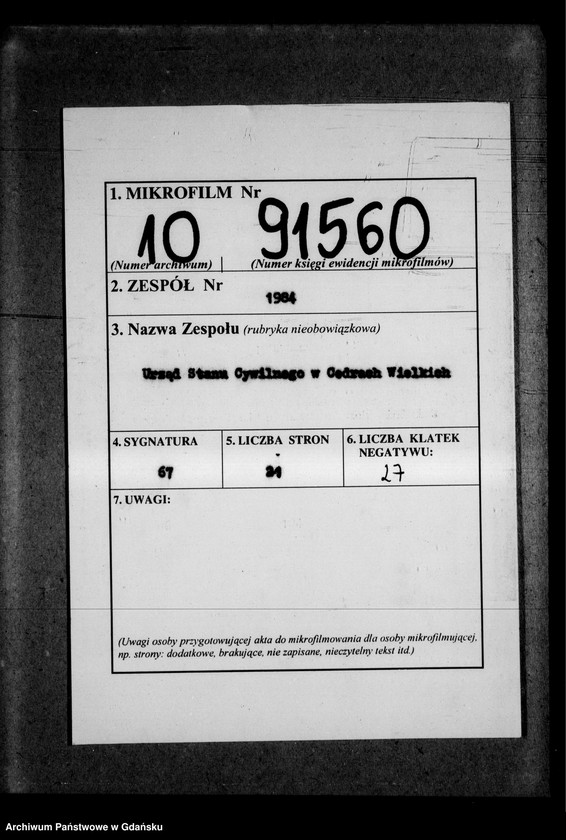 1. MIKROFILM Nr
10 91560
(Numer archiwum) (Numer księgi ewidencji mikrofilmów)
2. ZESPÓŁ Nr
1984
3. Nazwa Zespołu (rubryka nieobowiązkowa)
Urząd Stanu Cywilnego w Cedrach Wielkich
4. SYGNATURA
67
5. LICZBA STRON
21
6. LICZBA KLATEK
NEGATYWU:
27
7. UWAGI:
(Uwagi osoby przygotowującej akta do mikrofilmowania dla osoby mikrofilmującej,
np. strony: dodatkowe, brakujące, nie zapisane, nieczytelny tekst itd.)
Archiwum Państwowe w Gdańsku